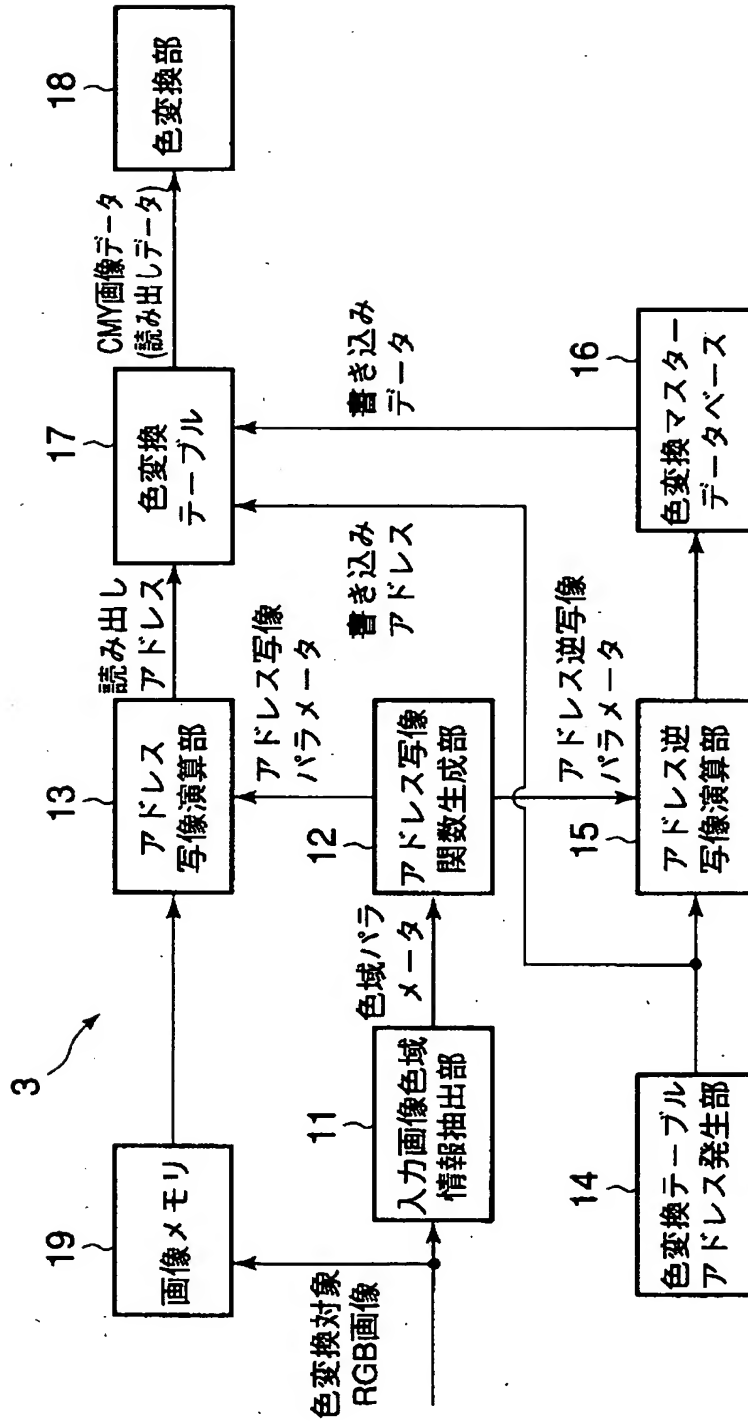 3
19
画像メモリ
13
アドレス
写像演算部
読み出し
アドレス
17
色変換
テーブル
CMY画像データ
(読み出しデータ)
18
色変換部
色変換対象
RGB画像
11
入力画像色域
情報抽出部
色域パラ
メータ
12
アドレス写像
関数生成部
アドレス写像
パラメータ
書き込み
アドレス
書き込み
データ
14
色変換テーブル
アドレス発生部
15
アドレス逆
写像演算部
アドレス逆写像
パラメータ
16
色変換マスター
データベース